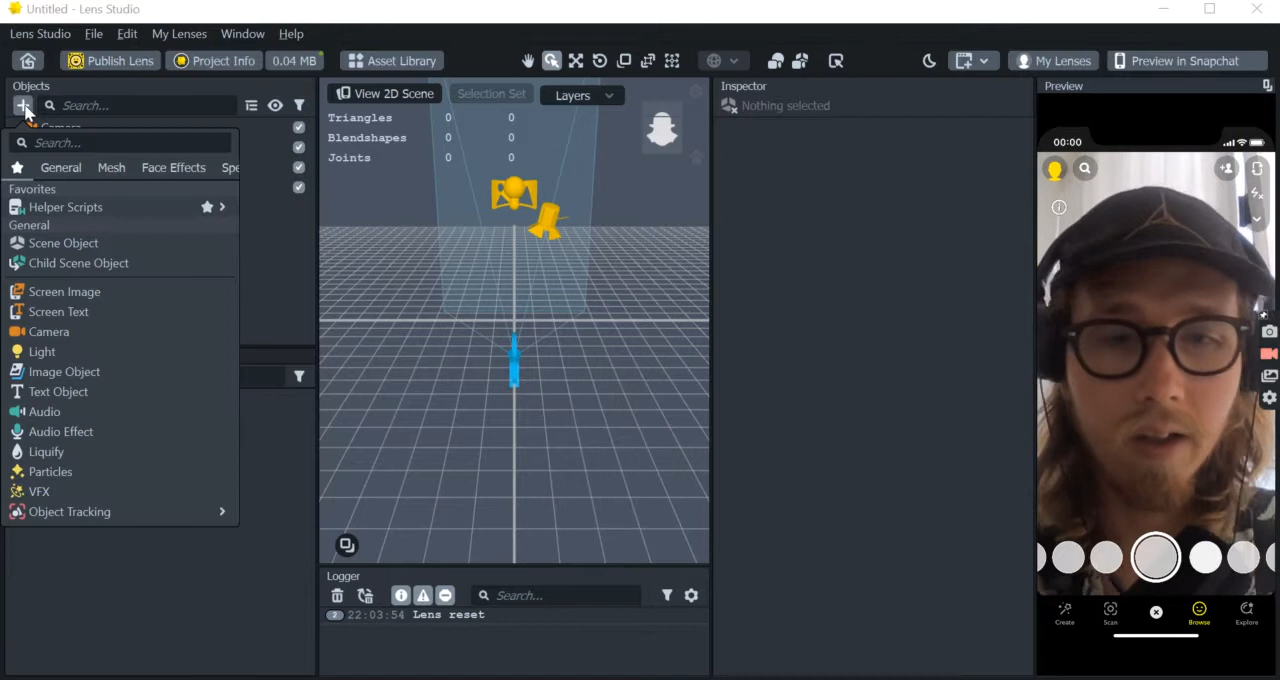 Untitled - Lens Studio
Lens Studio File Edit My Lenses Window Help
Publish Lens Project Info 0.04 MB Asset Library My Lenses Preview in Snapchat
Objects
Search...
Camera
Search...
General Mesh Face Effects Spe
Favorites
Helper Scripts
General
Scene Object
Child Scene Object
Screen Image
Screen Text
Camera
Light
Image Object
Text Object
Audio
Audio Effect
Liquify
Particles
VFX
Object Tracking
View 2D Scene Selection Set Layers
Triangles 0 0
Blendshapes 0 0
Joints 0 0
Logger
Search...
2 22:03:54 Lens reset
Inspector
Nothing selected
Preview
00:00
Create Scan Browse Explore